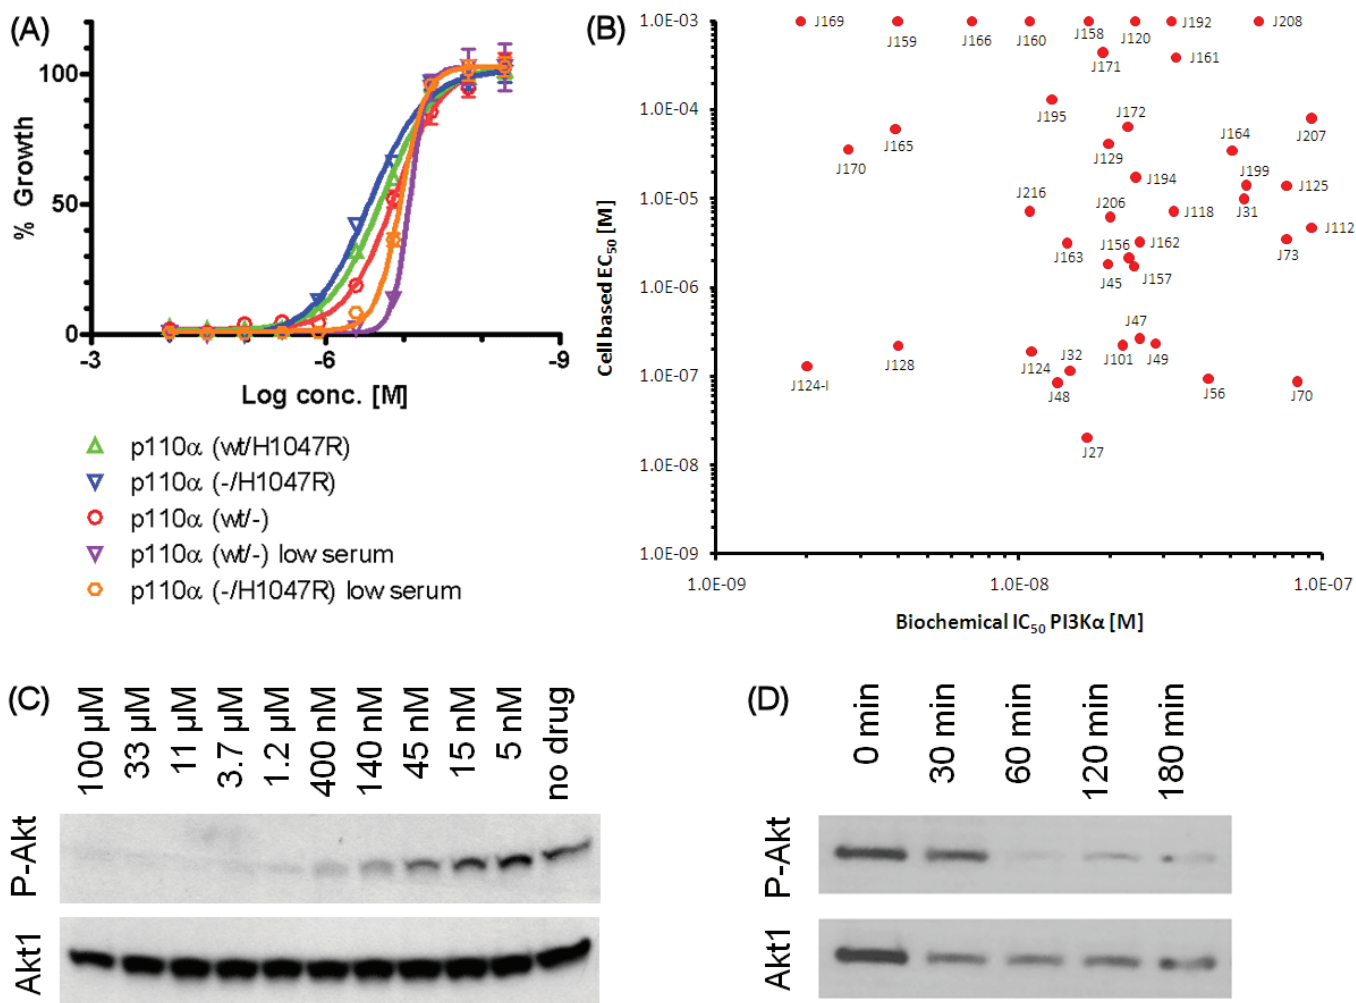 (A)
100
50
0
% Growth
-3
-6
-9
Log conc. [M]
p110α (wt/H1047R)
p110α (-/H1047R)
p110α (wt/-)
p110α (wt/-) low serum
p110α (-/H1047R) low serum
(B)
1.0E-03
1.0E-04
1.0E-05
1.0E-06
1.0E-07
1.0E-08
1.0E-09
Cell based EC50 [M]
J169
J159
J166
J160
J158
J120
J192
J208
J171
J161
J195
J172
J207
J165
J170
J129
J164
J194
J199
J125
J216
J206
J118
J31
J112
J163
J156
J162
J73
J45
J157
J47
J124-I
J128
J124
J32
J101
J49
J48
J56
J70
J27
1.0E-09
1.0E-08
1.0E-07
Biochemical IC50 PI3Kα [M]
(C)
100 µM
33 µM
11 µM
3.7 µM
1.2 µM
400 nM
140 nM
45 nM
15 nM
5 nM
no drug
P-Akt
Akt1
(D)
0 min
30 min
60 min
120 min
180 min
P-Akt
Akt1